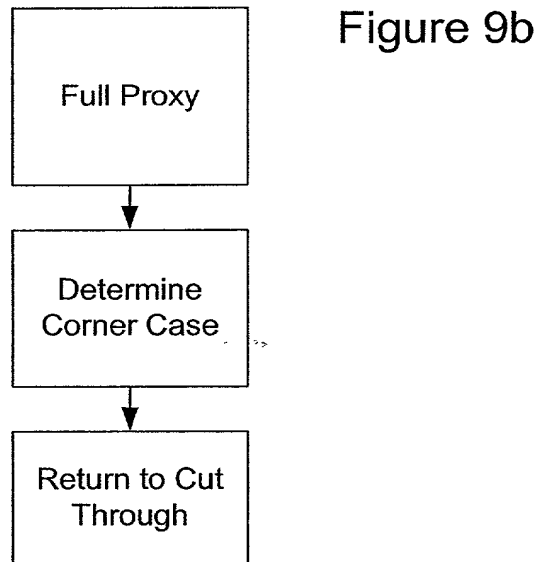 Figure 9b
Full Proxy
Determine
Corner Case
Return to Cut
Through